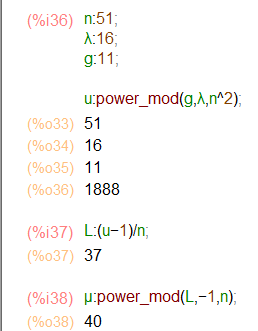 (%i36) n:51;
λ:16;
g:11;
u:power_mod(g,λ,n^2);
(%o33) 51
(%o34) 16
(%o35) 11
(%o36) 1888
(%i37) L:(u−1)/n;
(%o37) 37
(%i38) μ:power_mod(L,−1,n);
(%o38) 40